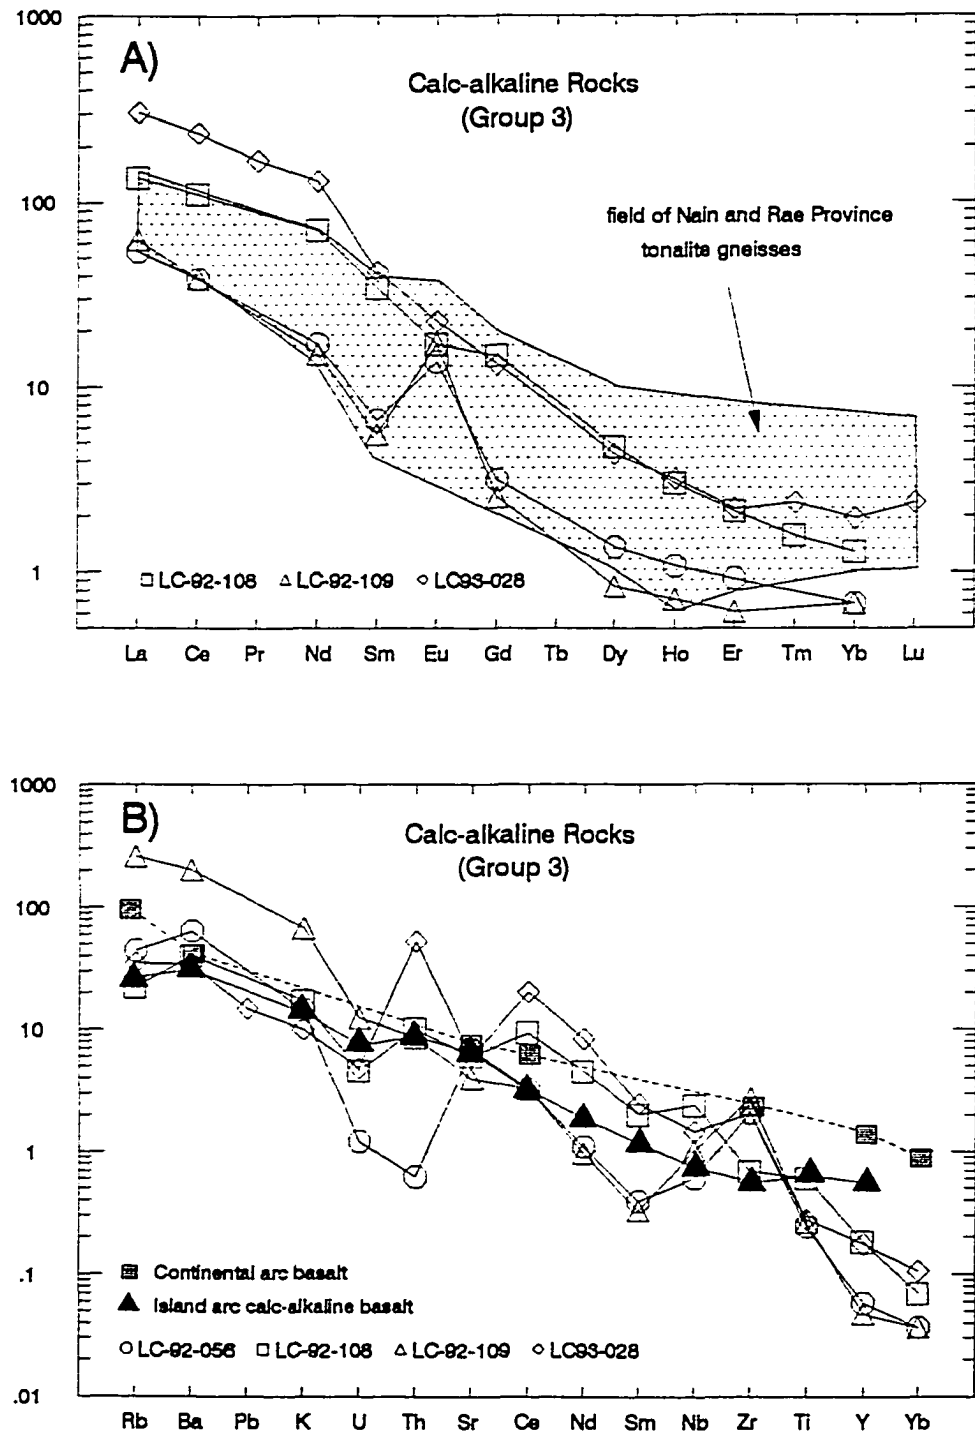 1000
A)
Calc-alkaline Rocks
(Group 3)
100
field of Nain and Rae Province
tonalite gneisses
10
1
LC-92-108 LC-92-109 LC93-028
La Ce Pr Nd Sm Eu Gd Tb Dy Ho Er Tm Yb Lu
1000
B)
Calc-alkaline Rocks
(Group 3)
100
10
1
.1
Continental arc basalt
Island arc calc-alkaline basalt
LC-92-056 LC-92-108 LC-92-109 LC93-028
.01
Rb Ba Pb K U Th Sr Ce Nd Sm Nb Zr Ti Y Yb